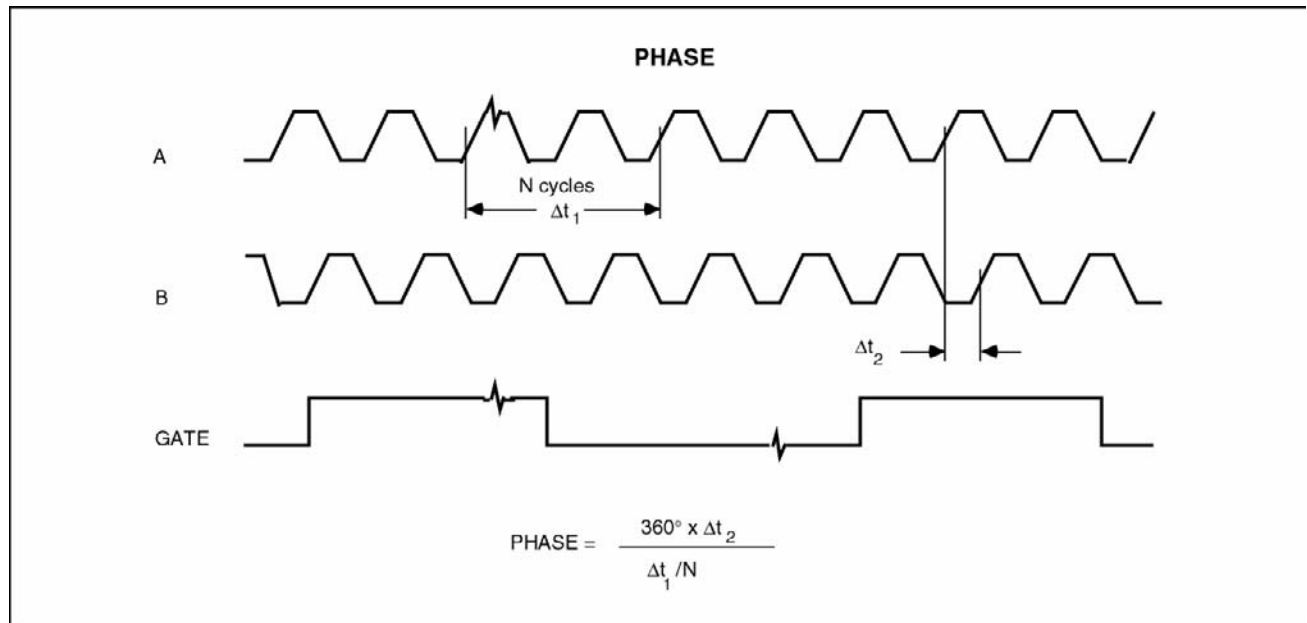 PHASE
A
N cycles
Δt₁
B
Δt₂
GATE
PHASE = 360° x Δt₂
Δt₁/N